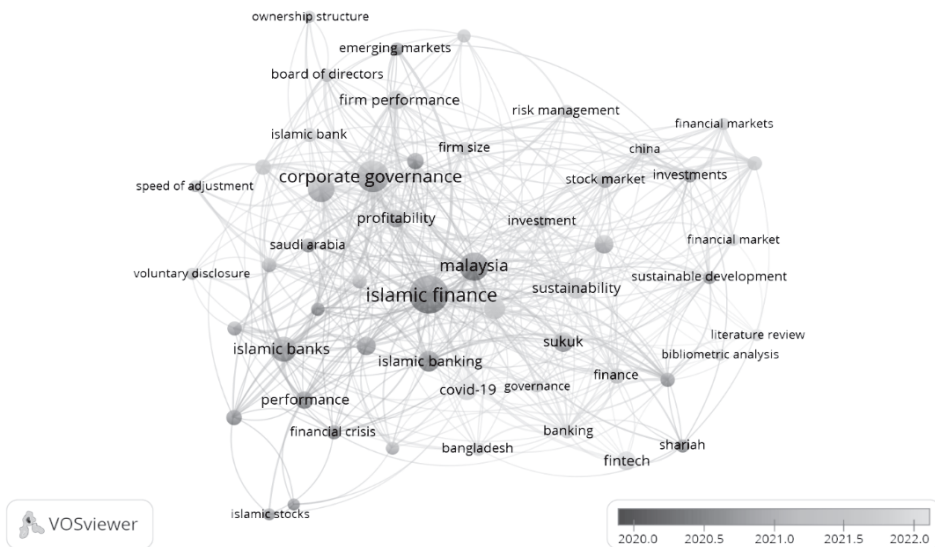 ownership structure
emerging markets
board of directors
firm performance
risk management
financial markets
islamic bank
firm size
china
corporate governance
speed of adjustment
stock market
investments
profitability
investment
saudi arabia
financial market
malaysia
voluntary disclosure
sustainable development
sustainability
islamic finance
literature review
sukuk
islamic banks
bibliometric analysis
islamic banking
finance
covid-19
governance
performance
financial crisis
banking
bangladesh
shariah
fintech
islamic stocks
VOSviewer
2020.0 2020.5 2021.0 2021.5 2022.0